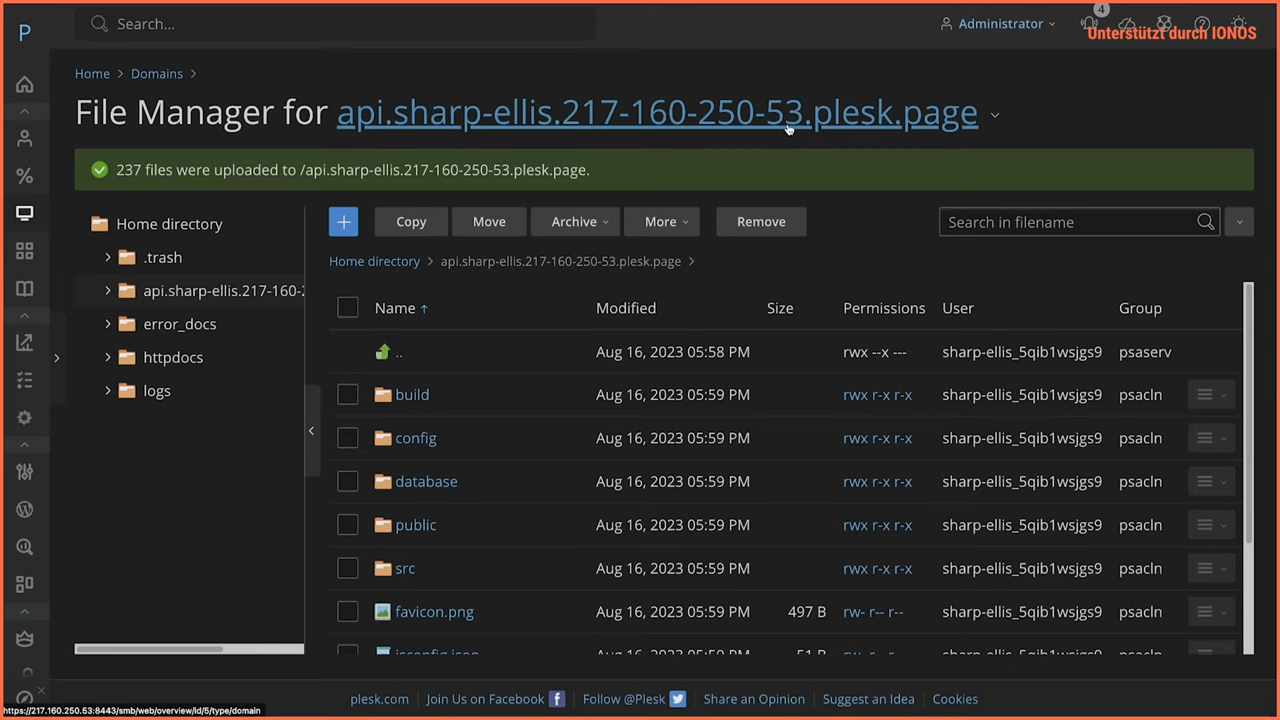 P
Search...
Administrator
4
Unterstützt durch IONOS
Home > Domains >
File Manager for api.sharp-ellis.217-160-250-53.plesk.page
237 files were uploaded to /api.sharp-ellis.217-160-250-53.plesk.page.
Home directory
.trash
api.sharp-ellis.217-160-2
error_docs
httpdocs
logs
+ Copy Move Archive More Remove
Search in filename
Home directory > api.sharp-ellis.217-160-250-53.plesk.page >
Name ↑ Modified Size Permissions User Group
.. Aug 16, 2023 05:58 PM rwx --x --- sharp-ellis_5qib1wsjgs9 psaserv
build Aug 16, 2023 05:59 PM rwx r-x r-x sharp-ellis_5qib1wsjgs9 psacln
config Aug 16, 2023 05:59 PM rwx r-x r-x sharp-ellis_5qib1wsjgs9 psacln
database Aug 16, 2023 05:59 PM rwx r-x r-x sharp-ellis_5qib1wsjgs9 psacln
public Aug 16, 2023 05:59 PM rwx r-x r-x sharp-ellis_5qib1wsjgs9 psacln
src Aug 16, 2023 05:59 PM rwx r-x r-x sharp-ellis_5qib1wsjgs9 psacln
favicon.png Aug 16, 2023 05:59 PM 497 B rw- r-- r-- sharp-ellis_5qib1wsjgs9 psacln
plesk.com Join Us on Facebook Follow @Plesk Share an Opinion Suggest an Idea Cookies
https://217.160.250.53:8443/smb/web/overview/id/5/type/domain